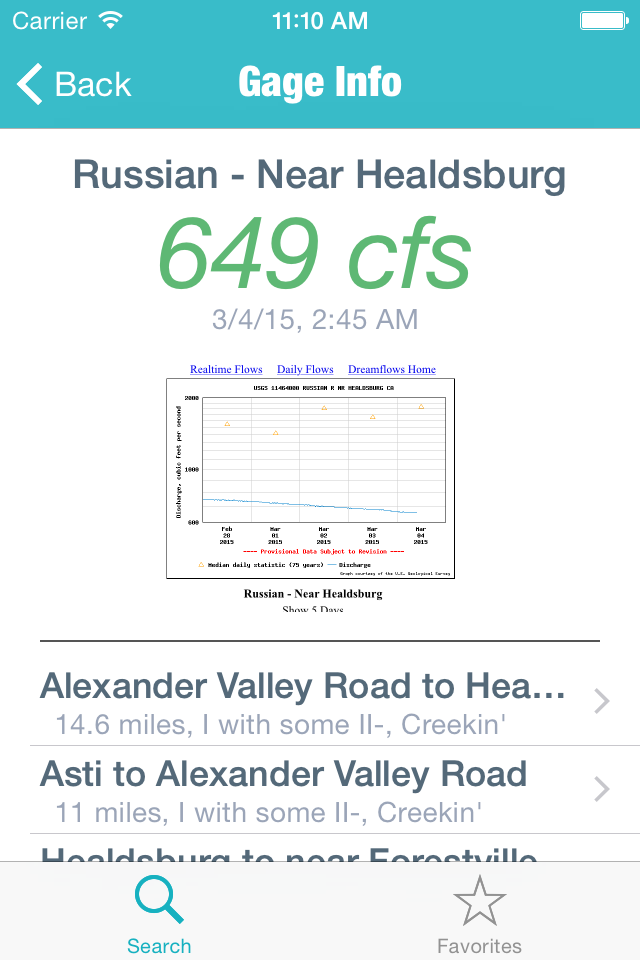 Carrier 11:10 AM
Back Gage Info
Russian - Near Healdsburg
649 cfs
3/4/15, 2:45 AM
Realtime Flows Daily Flows Dreamflows Home
USGS 11464000 RUSSIAN R NR HEALDSBURG CA
Discharge, cubic feet per second
2000
1000
600
Feb 28 2015
Mar 01 2015
Mar 02 2015
Mar 03 2015
Mar 04 2015
---- Provisional Data Subject to Revision ----
Median daily statistic (75 years) Discharge
Graph courtesy of the U.S. Geological Survey
Russian - Near Healdsburg
Show 5 Days
Alexander Valley Road to Hea...
14.6 miles, I with some II-, Creekin'
Asti to Alexander Valley Road
11 miles, I with some II-, Creekin'
Healdsburg to near Forestville
Search Favorites